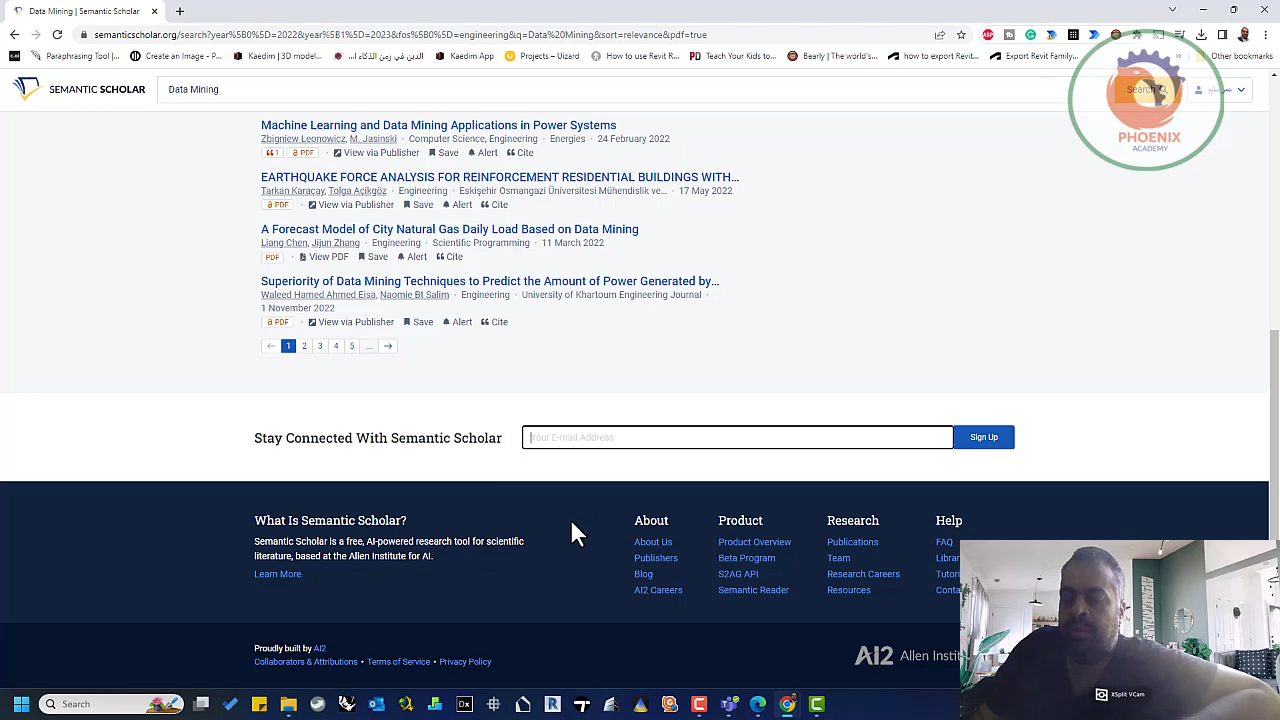 Data Mining | Semantic Scholar
semanticscholar.org/search?year%5B0%5D=2022&year%5B1%5D=2023&fos%5B0%5D=engineering&q=Data%20Mining&sort=relevance&pdf=true
Paraphrasing Tool | ... Kaedim | 3D model... Create an Image - P... Kaedim App Projects - Qwizou How to use Revit K... Duct Tutorial | Eng... Bearly | The world's... how to export Revit... Export Revit Family... » Other bookmarks
SEMANTIC SCHOLAR
Data Mining
Search
PHOENIX
ACADEMY
Machine Learning and Data Mining Applications in Power Systems
Zbigniew Leonowicz, M. Jasinski · Computer Science, Engineering · Energies · 24 February 2022
1 PDF · View via Publisher Save Alert Cite
EARTHQUAKE FORCE ANALYSIS FOR REINFORCEMENT RESIDENTIAL BUILDINGS WITH…
Tarkan Karaçay, Tolga Açikgöz · Engineering · Eskişehir Osmangazi Üniversitesi Mühendislik ve… · 17 May 2022
PDF · View via Publisher Save Alert Cite
A Forecast Model of City Natural Gas Daily Load Based on Data Mining
Liang Chen, Jijun Zhang · Engineering · Scientific Programming · 11 March 2022
PDF · View PDF Save Alert Cite
Superiority of Data Mining Techniques to Predict the Amount of Power Generated by…
Waleed Hamed Ahmed Eisa, Naomie Bt Salim · Engineering · University of Khartoum Engineering Journal ·
1 November 2022
PDF · View via Publisher Save Alert Cite
1 2 3 4 5 ...
Stay Connected With Semantic Scholar
Your E-mail Address
Sign Up
What Is Semantic Scholar?
Semantic Scholar is a free, AI-powered research tool for scientific
literature, based at the Allen Institute for AI.
Learn More
About
About Us
Publishers
Blog
AI2 Careers
Product
Product Overview
Beta Program
S2AG API
Semantic Reader
Research
Publications
Team
Research Careers
Resources
Help
FAQ
Librar
Tutori
Conta
Proudly built by AI2
Collaborators & Attributions • Terms of Service • Privacy Policy
AI2 Allen Instit
XSplit VCam
Search